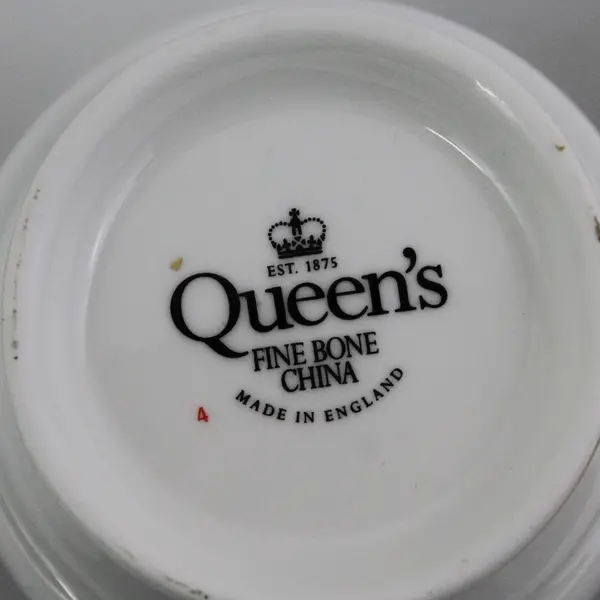 EST. 1875
Queen's
FINE BONE
CHINA
MADE IN ENGLAND
4